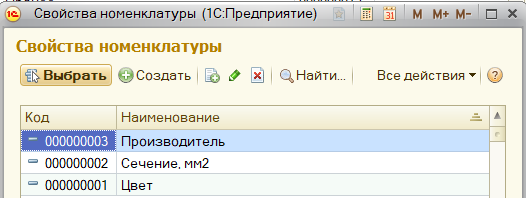 Свойства номенклатуры (1С:Предприятие)
M M+ M-
Свойства номенклатуры
Выбрать Создать Найти... Все действия
Код Наименование
000000003 Производитель
000000002 Сечение, мм2
000000001 Цвет